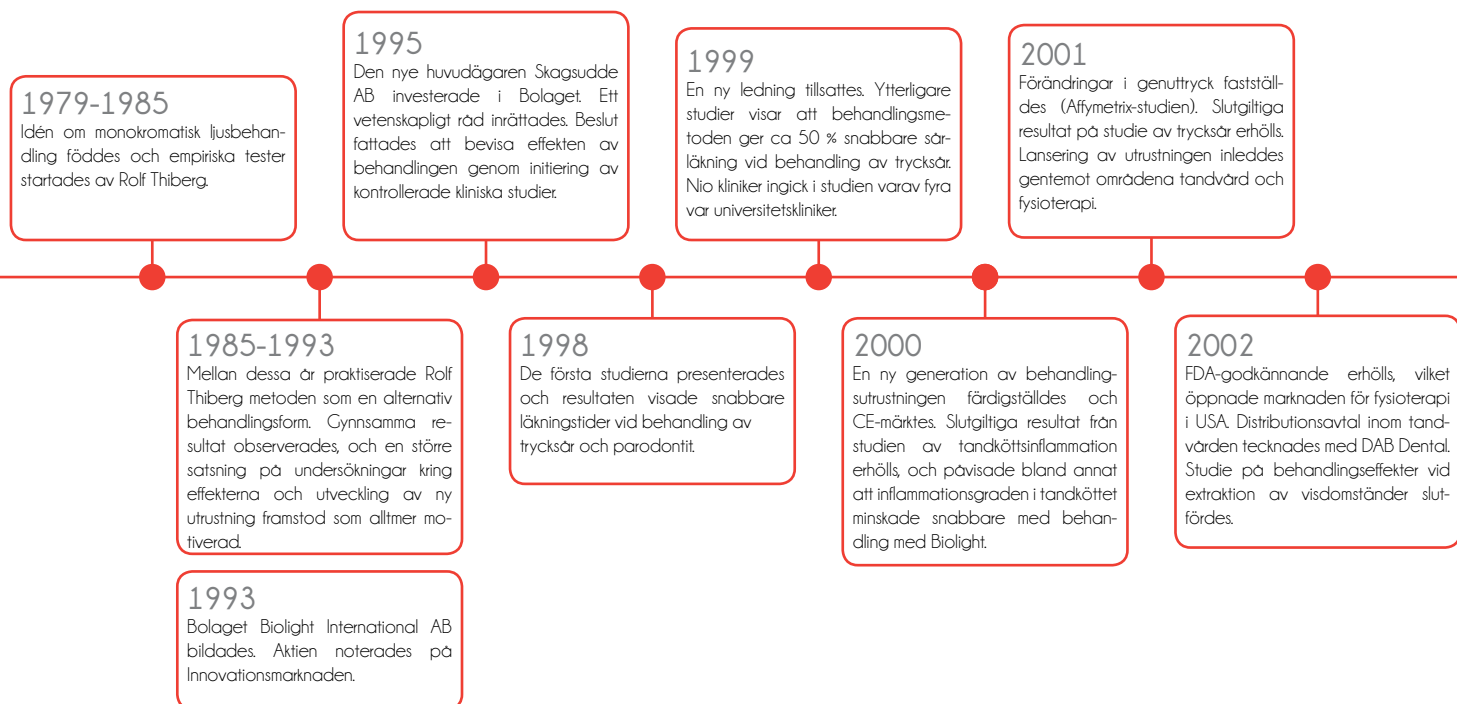 1979-1985
Idén om monokromatisk ljusbehan-
dling föddes och empiriska tester
startades av Rolf Thiberg.
1985-1993
Mellan dessa år praktiserade Rolf
Thiberg metoden som en alternativ
behandlingsform. Gynnsamma re-
sultat observerades, och en större
satsning på undersökningar kring
effekterna och utveckling av ny
utrustning framstod som alltmer mo-
tiverad.
1993
Bolaget Biolight International AB
bildades. Aktien noterades på
Innovationsmarknaden.
1995
Den nye huvudägaren Skagsudde
AB investerade i Bolaget. Ett
vetenskapligt råd inrättades. Beslut
fattades att bevisa effekten av
behandlingen genom initiering av
kontrollerade kliniska studier.
1998
De första studierna presenterades
och resultaten visade snabbare
läkningstider vid behandling av
trycksår och parodontit.
1999
En ny ledning tillsattes. Ytterligare
studier visar att behandlingsme-
toden ger ca 50 % snabbare sår-
läkning vid behandling av trycksår.
Nio kliniker ingick i studien varav fyra
var universitetskliniker.
2000
En ny generation av behandling-
sutrustningen färdigställdes och
CE-märktes. Slutgiltiga resultat från
studien av tandköttsinflammation
erhölls, och påvisade bland annat
att inflammationsgraden i tandköttet
minskade snabbare med behan-
dling med Biolight.
2001
Förändringar i genuttryck fastställ-
des (Affymetrix-studien). Slutgiltiga
resultat på studie av trycksår erhölls.
Lansering av utrustningen inleddes
gentemot områdena tandvård och
fysioterapi.
2002
FDA-godkännande erhölls, vilket
öppnade marknaden för fysioterapi
i USA. Distributionsavtal inom tand-
vården tecknades med DAB Dental.
Studie på behandlingseffekter vid
extraktion av visdomständer slut-
fördes.